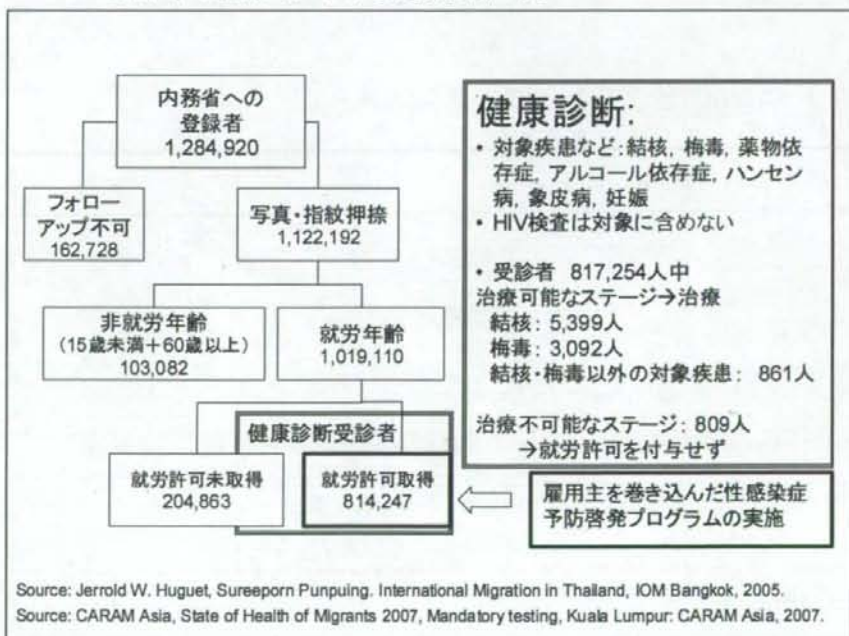 内務省への
登録者
1,284,920
フォロー
アップ不可
162,728
写真・指紋押捺
1,122,192
非就労年齢
(15歳未満+60歳以上)
103,082
就労年齢
1,019,110
健康診断受診者
就労許可未取得
204,863
就労許可取得
814,247
健康診断:
• 対象疾患など:結核, 梅毒, 薬物依
存症, アルコール依存症, ハンセン
病, 象皮病, 妊娠
• HIV検査は対象に含めない
• 受診者 817,254人中
治療可能なステージ→治療
結核: 5,399人
梅毒: 3,092人
結核・梅毒以外の対象疾患: 861人
治療不可能なステージ: 809人
→就労許可を付与せず
雇用主を巻き込んだ性感染症
予防啓発プログラムの実施
Source: Jerrold W. Huguet, Sureeporn Punpuing. International Migration in Thailand, IOM Bangkok, 2005.
Source: CARAM Asia, State of Health of Migrants 2007, Mandatory testing, Kuala Lumpur: CARAM Asia, 2007.